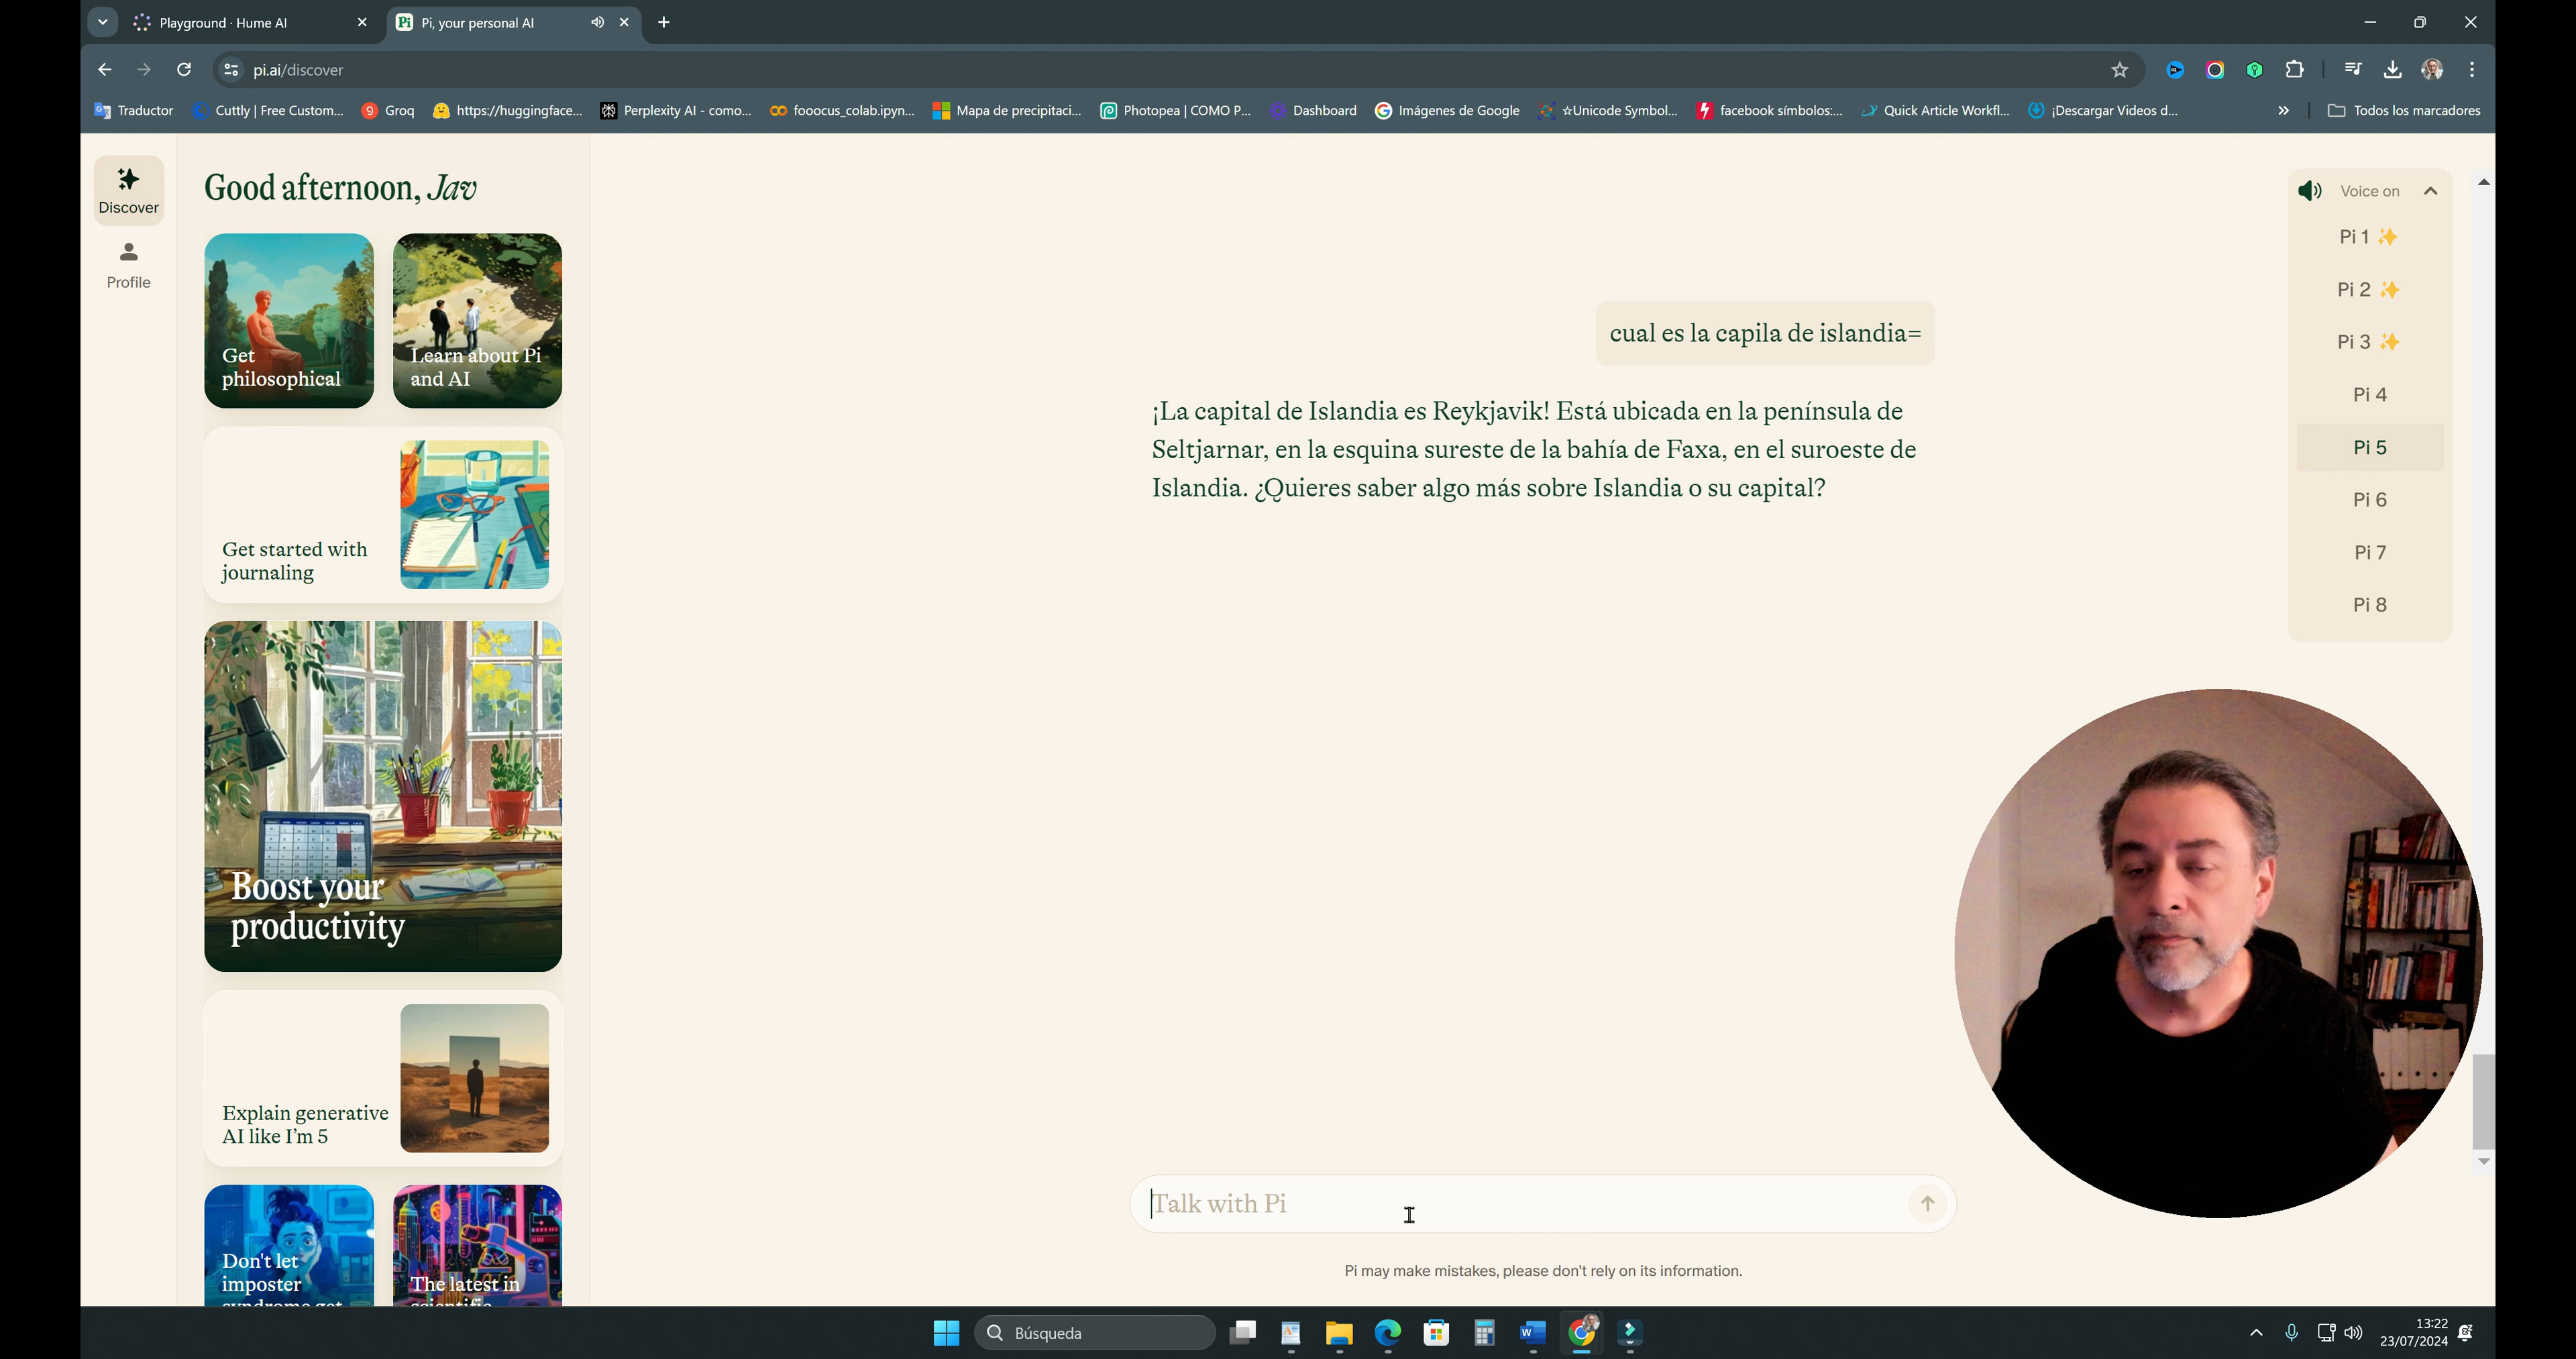 Playground · Hume AI
Pi, your personal AI
pi.ai/discover
Traductor
Cuttly | Free Custom...
Groq
https://huggingface...
Perplexity AI - como...
fooocus_colab.ipyn...
Mapa de precipitaci...
Photopea | COMO P...
Dashboard
Imágenes de Google
☆Unicode Symbol...
facebook símbolos:...
Quick Article Workfl...
¡Descargar Videos d...
Todos los marcadores
Discover
Profile
Good afternoon, Jav
Get
philosophical
Learn about Pi
and AI
Get started with
journaling
Boost your
productivity
Explain generative
AI like I'm 5
Don't let
imposter
syndrome get
The latest in
scientific
cual es la capila de islandia=
¡La capital de Islandia es Reykjavik! Está ubicada en la península de
Seltjarnar, en la esquina sureste de la bahía de Faxa, en el suroeste de
Islandia. ¿Quieres saber algo más sobre Islandia o su capital?
Voice on
Pi 1 ✨
Pi 2 ✨
Pi 3 ✨
Pi 4
Pi 5
Pi 6
Pi 7
Pi 8
Talk with Pi
Pi may make mistakes, please don't rely on its information.
Búsqueda
13:22
23/07/2024